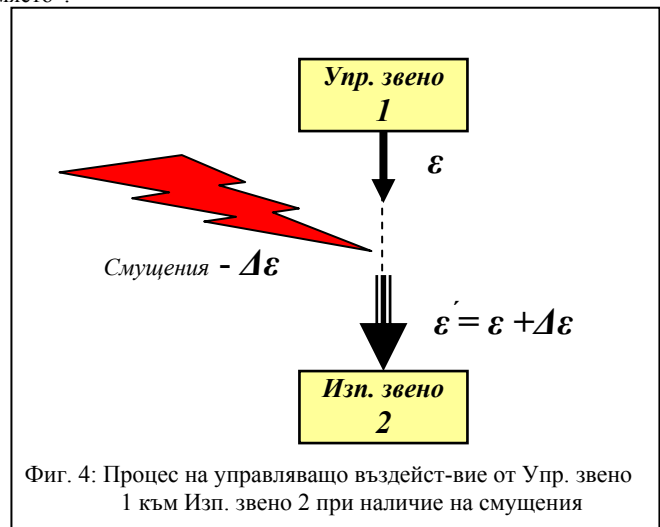 Упр. звено
1
ε
Смущения - Δε
ε´= ε +Δε
Изп. звено
2
Фиг. 4: Процес на управляващо въздейст-вие от Упр. звено
1 към Изп. звено 2 при наличие на смущения